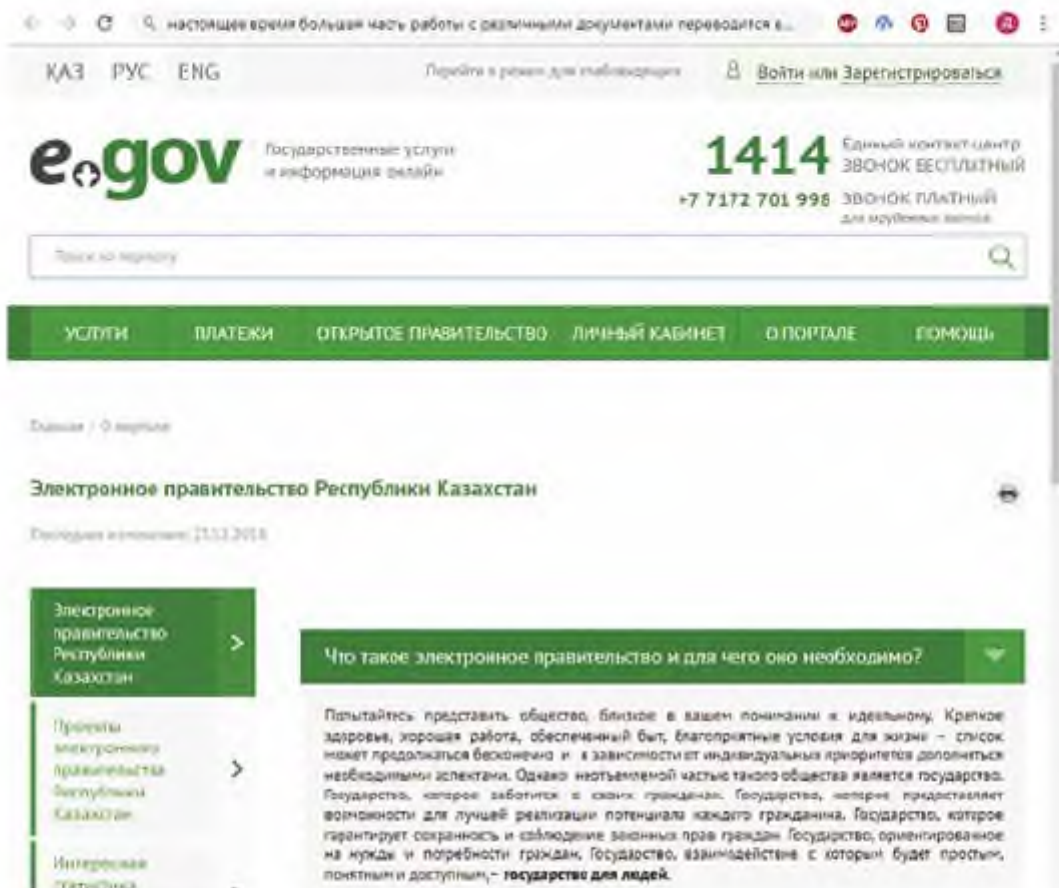 настоящее время большая часть работы с различными документами переводится в...
ҚАЗ РУС ENG
Перейти в режим для слабовидящих
Войти или Зарегистрироваться
e.gov
Государственные услуги
и информация онлайн
1414
Единый контакт-центр
ЗВОНОК БЕСПЛАТНЫЙ
+7 7172 701 998
ЗВОНОК ПЛАТНЫЙ
для зарубежных звонков
Поиск по порталу
УСЛУГИ ПЛАТЕЖИ ОТКРЫТОЕ ПРАВИТЕЛЬСТВО ЛИЧНЫЙ КАБИНЕТ О ПОРТАЛЕ ПОМОЩЬ
Главная / О портале
Электронное правительство Республики Казахстан
Последнее изменение:
Электронное
правительство
Республики
Казахстан
Проекты
электронного
правительства
Республики
Казахстан
Интересная
статистика
Что такое электронное правительство и для чего оно необходимо?
Попытайтесь представить общество, близкое в вашем понимании к идеальному. Крепкое
здоровье, хорошая работа, обеспеченный быт, благоприятные условия для жизни – список
может продолжаться бесконечно и в зависимости от индивидуальных приоритетов дополняться
необходимыми аспектами. Однако неотъемлемой частью такого общества является государство.
Государство, которое заботится о своих гражданах. Государство, которое предоставляет
возможности для лучшей реализации потенциала каждого гражданина. Государство, которое
гарантирует сохранность и соблюдение законных прав граждан. Государство, ориентированное
на нужды и потребности граждан. Государство, взаимодействие с которым будет простым,
понятным и доступным,– государство для людей.